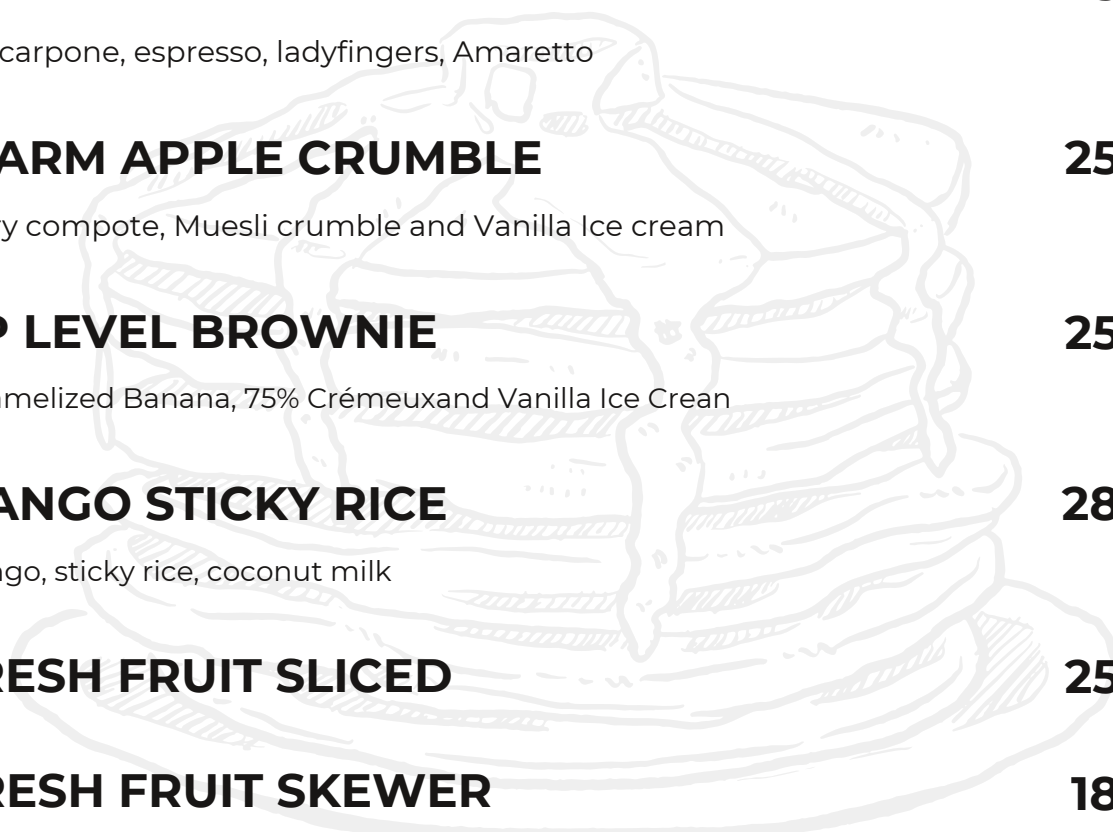 carpone, espresso, ladyfingers, Amaretto
ARM APPLE CRUMBLE 25
ry compote, Muesli crumble and Vanilla Ice cream
P LEVEL BROWNIE 25
melized Banana, 75% Crémeuxand Vanilla Ice Crean
ANGO STICKY RICE 28
go, sticky rice, coconut milk
RESH FRUIT SLICED 25
RESH FRUIT SKEWER 18